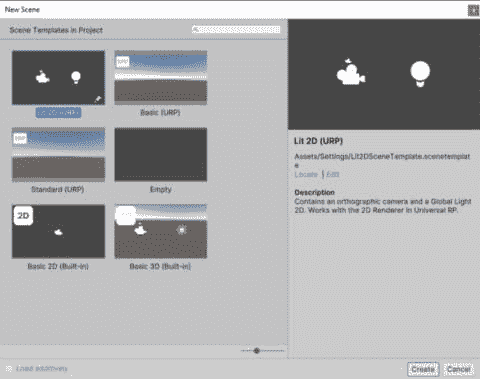 New Scene
Scene Templates in Project
Lit 2D (URP)
Basic (URP)
Standard (URP)
Empty
2D
Basic 2D (Built-in)
Basic 3D (Built-in)
Load additively
Lit 2D (URP)
Assets/Settings/Lit2DSceneTemplate.scenetemplat
e
Locate | Edit
Description
Contains an orthographic camera and a Global Light
2D. Works with the 2D Renderer in Universal RP.
Create
Cancel